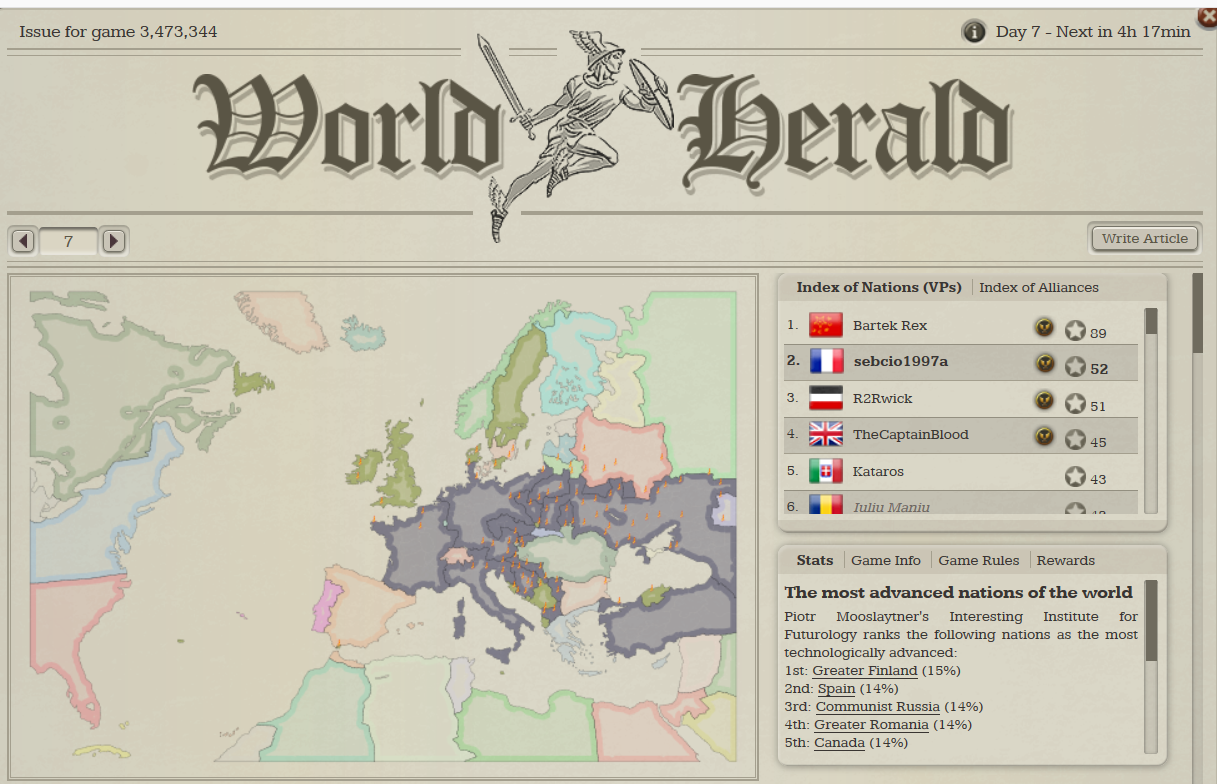 Issue for game 3,473,344
Day 7 - Next in 4h 17min
World Herald
7
Write Article
Index of Nations (VPs)
Index of Alliances
1. Bartek Rex 89
2. sebcio1997a 52
3. R2Rwick 51
4. TheCaptainBlood 45
5. Kataros 43
6. Iuliu Maniu
Stats
Game Info
Game Rules
Rewards
The most advanced nations of the world
Piotr Mooslaytner's Interesting Institute for
Futurology ranks the following nations as the most
technologically advanced:
1st: Greater Finland (15%)
2nd: Spain (14%)
3rd: Communist Russia (14%)
4th: Greater Romania (14%)
5th: Canada (14%)